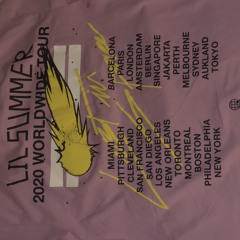 LIL SUMMER
2020 WORLDWIDE TOUR
MIAMI
PITTSBURGH
CLEVELAND
SAN FRANCISCO
SAN DIEGO
LOS ANGELES
NEW ORLEANS
TORONTO
MONTREAL
BOSTON
PHILADELPHIA
NEW YORK
BARCELONA
PARIS
LONDON
AMSTERDAM
BERLIN
SINGAPORE
JAKARTA
PERTH
MELBOURNE
SYDNEY
AUKLAND
TOKYO